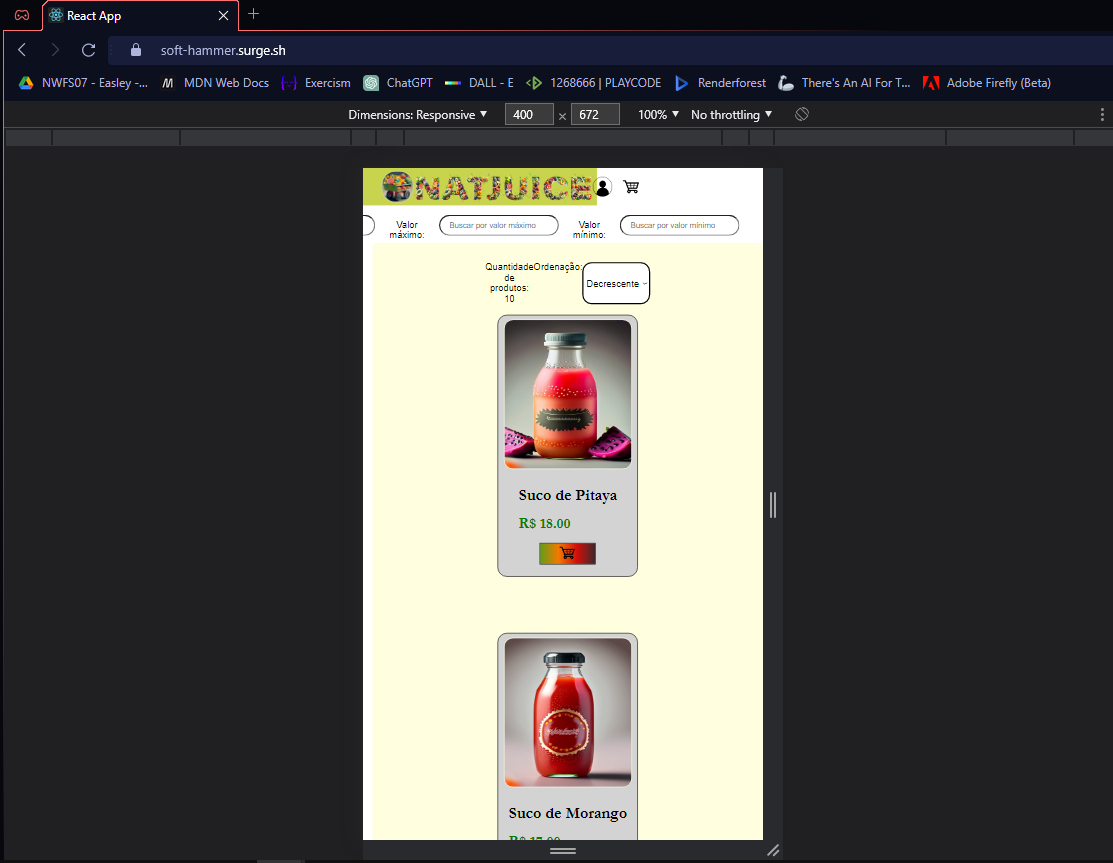 React App
soft-hammer.surge.sh
NWFS07 - Easley -... MDN Web Docs Exercism ChatGPT DALL - E 1268666 | PLAYCODE Renderforest There's An AI For T... Adobe Firefly (Beta)
Dimensions: Responsive 400 × 672 100% No throttling
NATJUICE
Valor máximo: Buscar por valor máximo Valor mínimo: Buscar por valor mínimo
Quantidade de produtos: 10 Ordenação: Decrescente
Suco de Pitaya
R$ 18.00
Suco de Morango
R$ 17.00